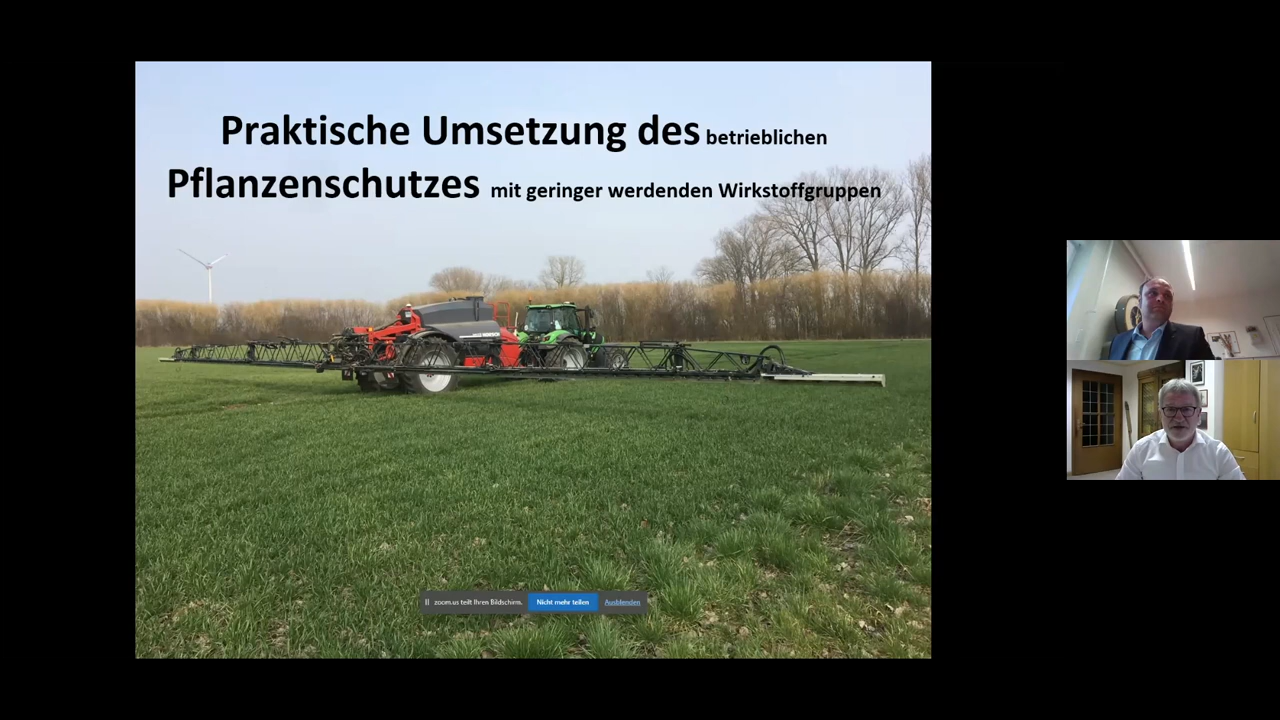 Praktische Umsetzung des betrieblichen
Pflanzenschutzes mit geringer werdenden Wirkstoffgruppen
zoom.us teilt Ihren Bildschirm. Nicht mehr teilen Ausblenden